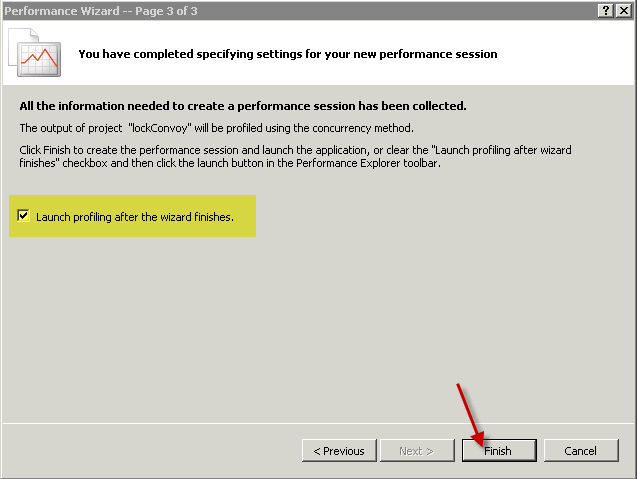 Performance Wizard -- Page 3 of 3
You have completed specifying settings for your new performance session
All the information needed to create a performance session has been collected.
The output of project "lockConvoy" will be profiled using the concurrency method.
Click Finish to create the performance session and launch the application, or clear the "Launch profiling after wizard
finishes" checkbox and then click the launch button in the Performance Explorer toolbar.
Launch profiling after the wizard finishes.
< Previous Next > Finish Cancel